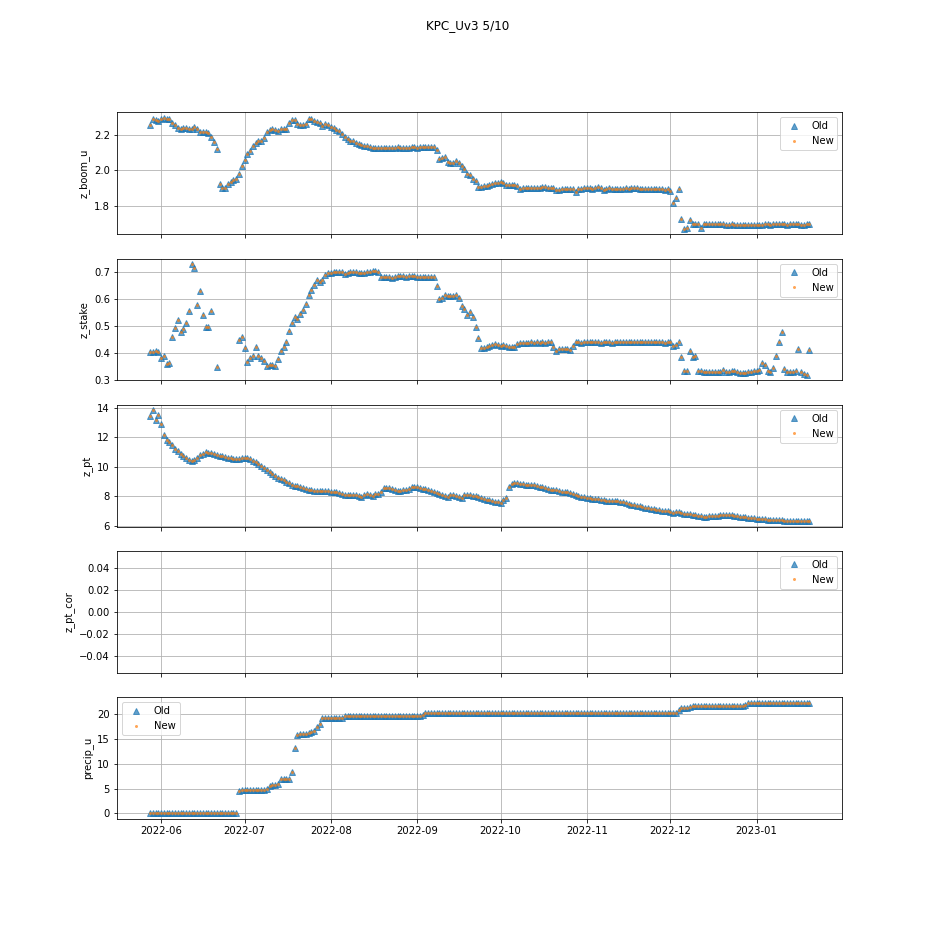 KPC_Uv3 5/10
2.2
2.0
1.8
z_boom_u
Old
New
0.7
0.6
0.5
0.4
0.3
z_stake
Old
New
14
12
10
8
6
z_pt
Old
New
0.04
0.02
0.00
−0.02
−0.04
z_pt_cor
Old
New
20
15
10
5
0
precip_u
Old
New
2022-06 2022-07 2022-08 2022-09 2022-10 2022-11 2022-12 2023-01